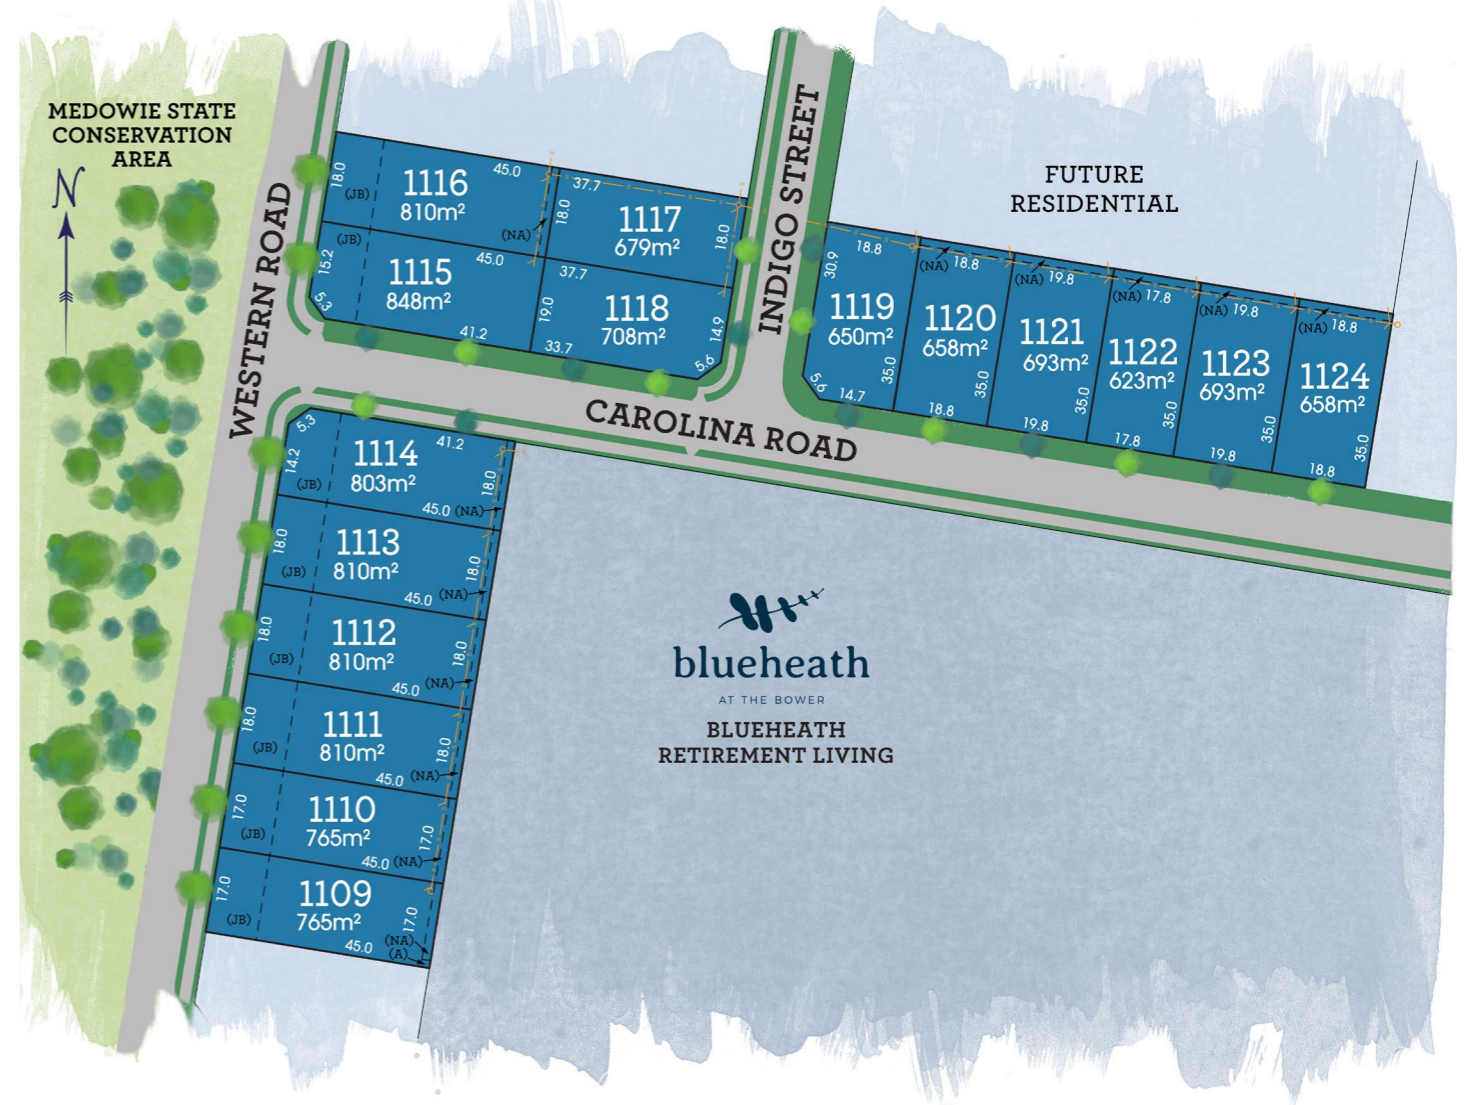 MEDOWIE STATE
CONSERVATION
AREA
N
WESTERN ROAD
INDIGO STREET
CAROLINA ROAD
FUTURE
RESIDENTIAL
18.0
(JB)
1116
810m²
45.0
(NA)
37.7
18.0
1117
679m²
18.0
(JB)
15.2
5.3
1115
848m²
45.0
41.2
37.7
19.0
1118
708m²
33.7
14.9
5.6
18.8
30.9
1119
650m²
5.6
14.7
35.0
(NA)
18.8
1120
658m²
35.0
18.8
(NA)
19.8
1121
693m²
35.0
19.8
(NA)
17.8
1122
623m²
35.0
17.8
(NA)
19.8
1123
693m²
35.0
19.8
(NA)
18.8
1124
658m²
35.0
18.8
5.3
41.2
14.2
1114
803m²
(JB)
18.0
45.0 (NA)
18.0
1113
810m²
(JB)
18.0
45.0 (NA)
18.0
1112
810m²
(JB)
18.0
45.0 (NA)
18.0
1111
810m²
(JB)
18.0
45.0 (NA)
17.0
1110
765m²
(JB)
17.0
45.0 (NA)
17.0
1109
765m²
(JB)
17.0
45.0
(NA)
(A)
blueheath
AT THE BOWER
BLUEHEATH
RETIREMENT LIVING